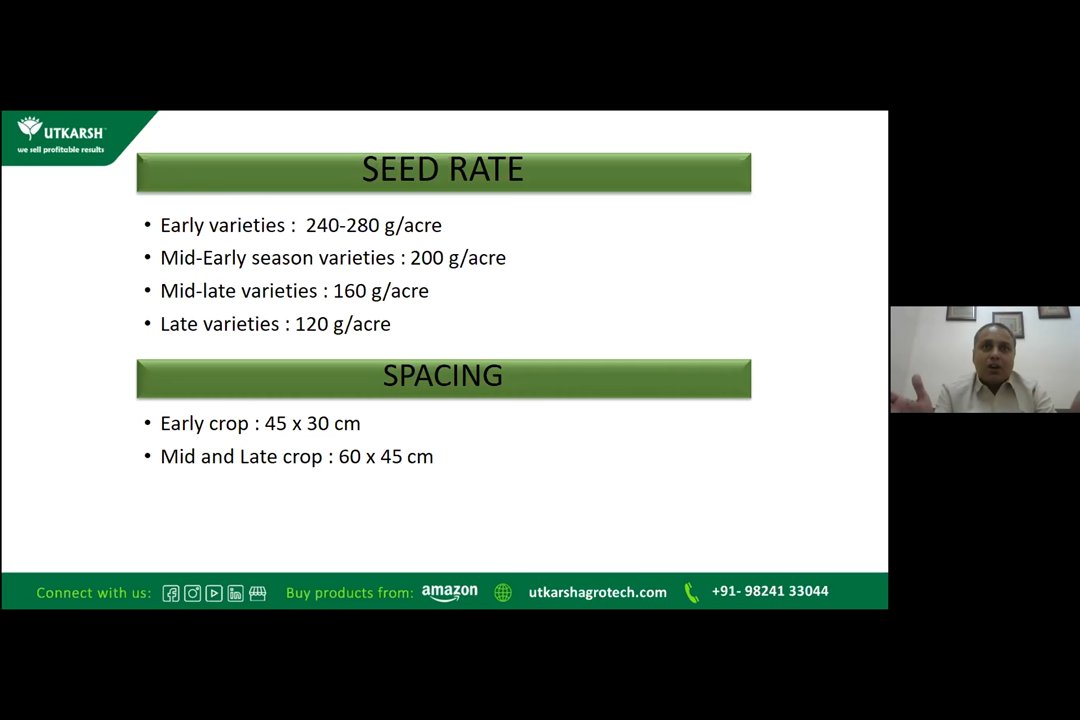 UTKARSH
we sell profitable results
SEED RATE
• Early varieties : 240-280 g/acre
• Mid-Early season varieties : 200 g/acre
• Mid-late varieties : 160 g/acre
• Late varieties : 120 g/acre
SPACING
• Early crop : 45 x 30 cm
• Mid and Late crop : 60 x 45 cm
Connect with us: Buy products from: amazon utkarshagrotech.com +91- 98241 33044